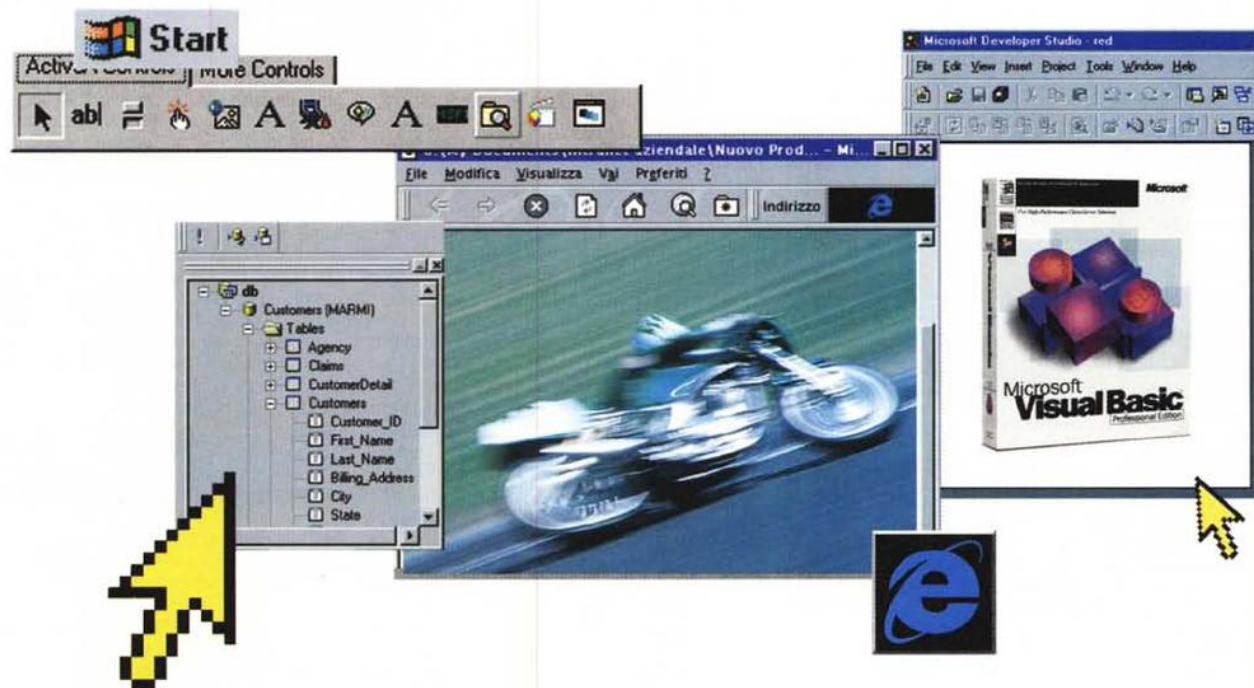 Start
More Controls
ab|
A
A
Microsoft Developer Studio - red
File Edit View Insert Project Tools Window Help
aziendale\Nuovo Prod... - Mi...
File Modifica Visualizza Vai Preferiti ?
Indirizzo
!
db
Customers (MARMI)
Tables
Agency
Claims
CustomerDetail
Customers
Customer_ID
First_Name
Last_Name
Billing_Address
City
State
Microsoft
Microsoft
Visual Basic
Professional Edition